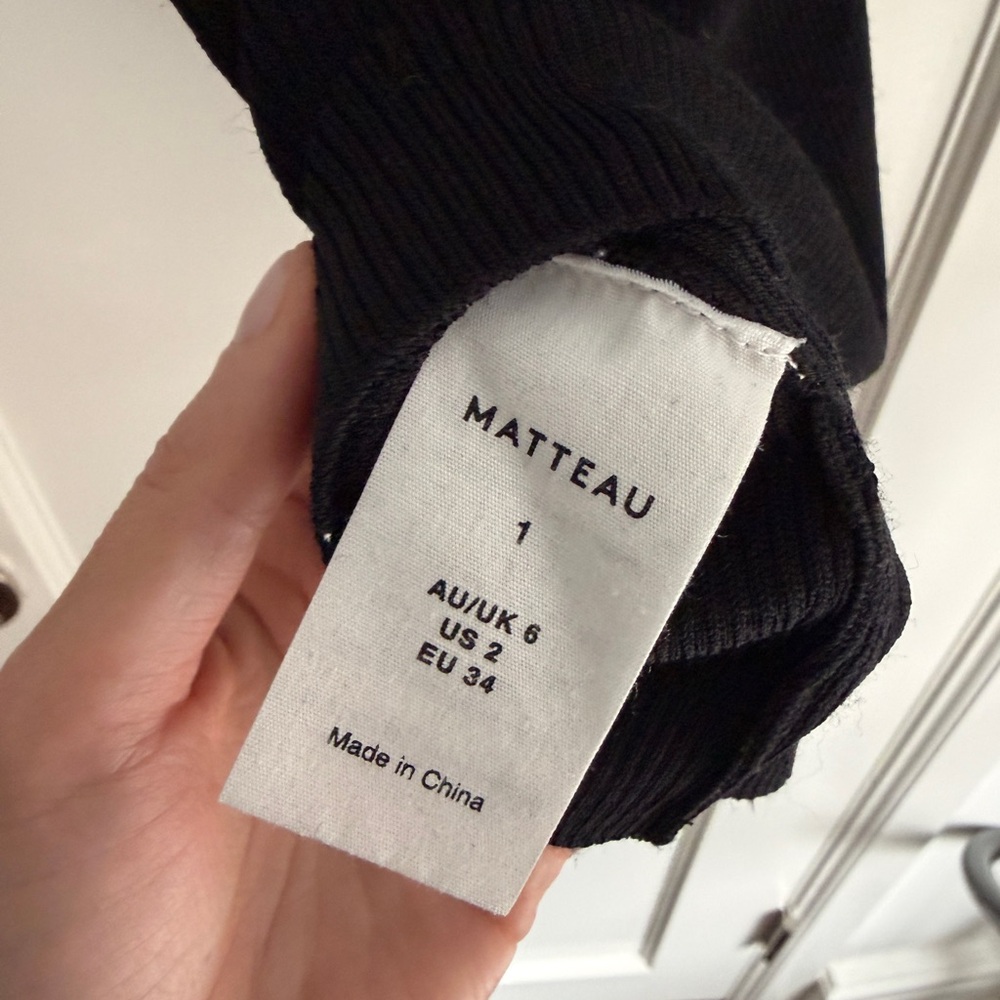 MATTEAU
1
AU/UK 6
US 2
EU 34
Made in China